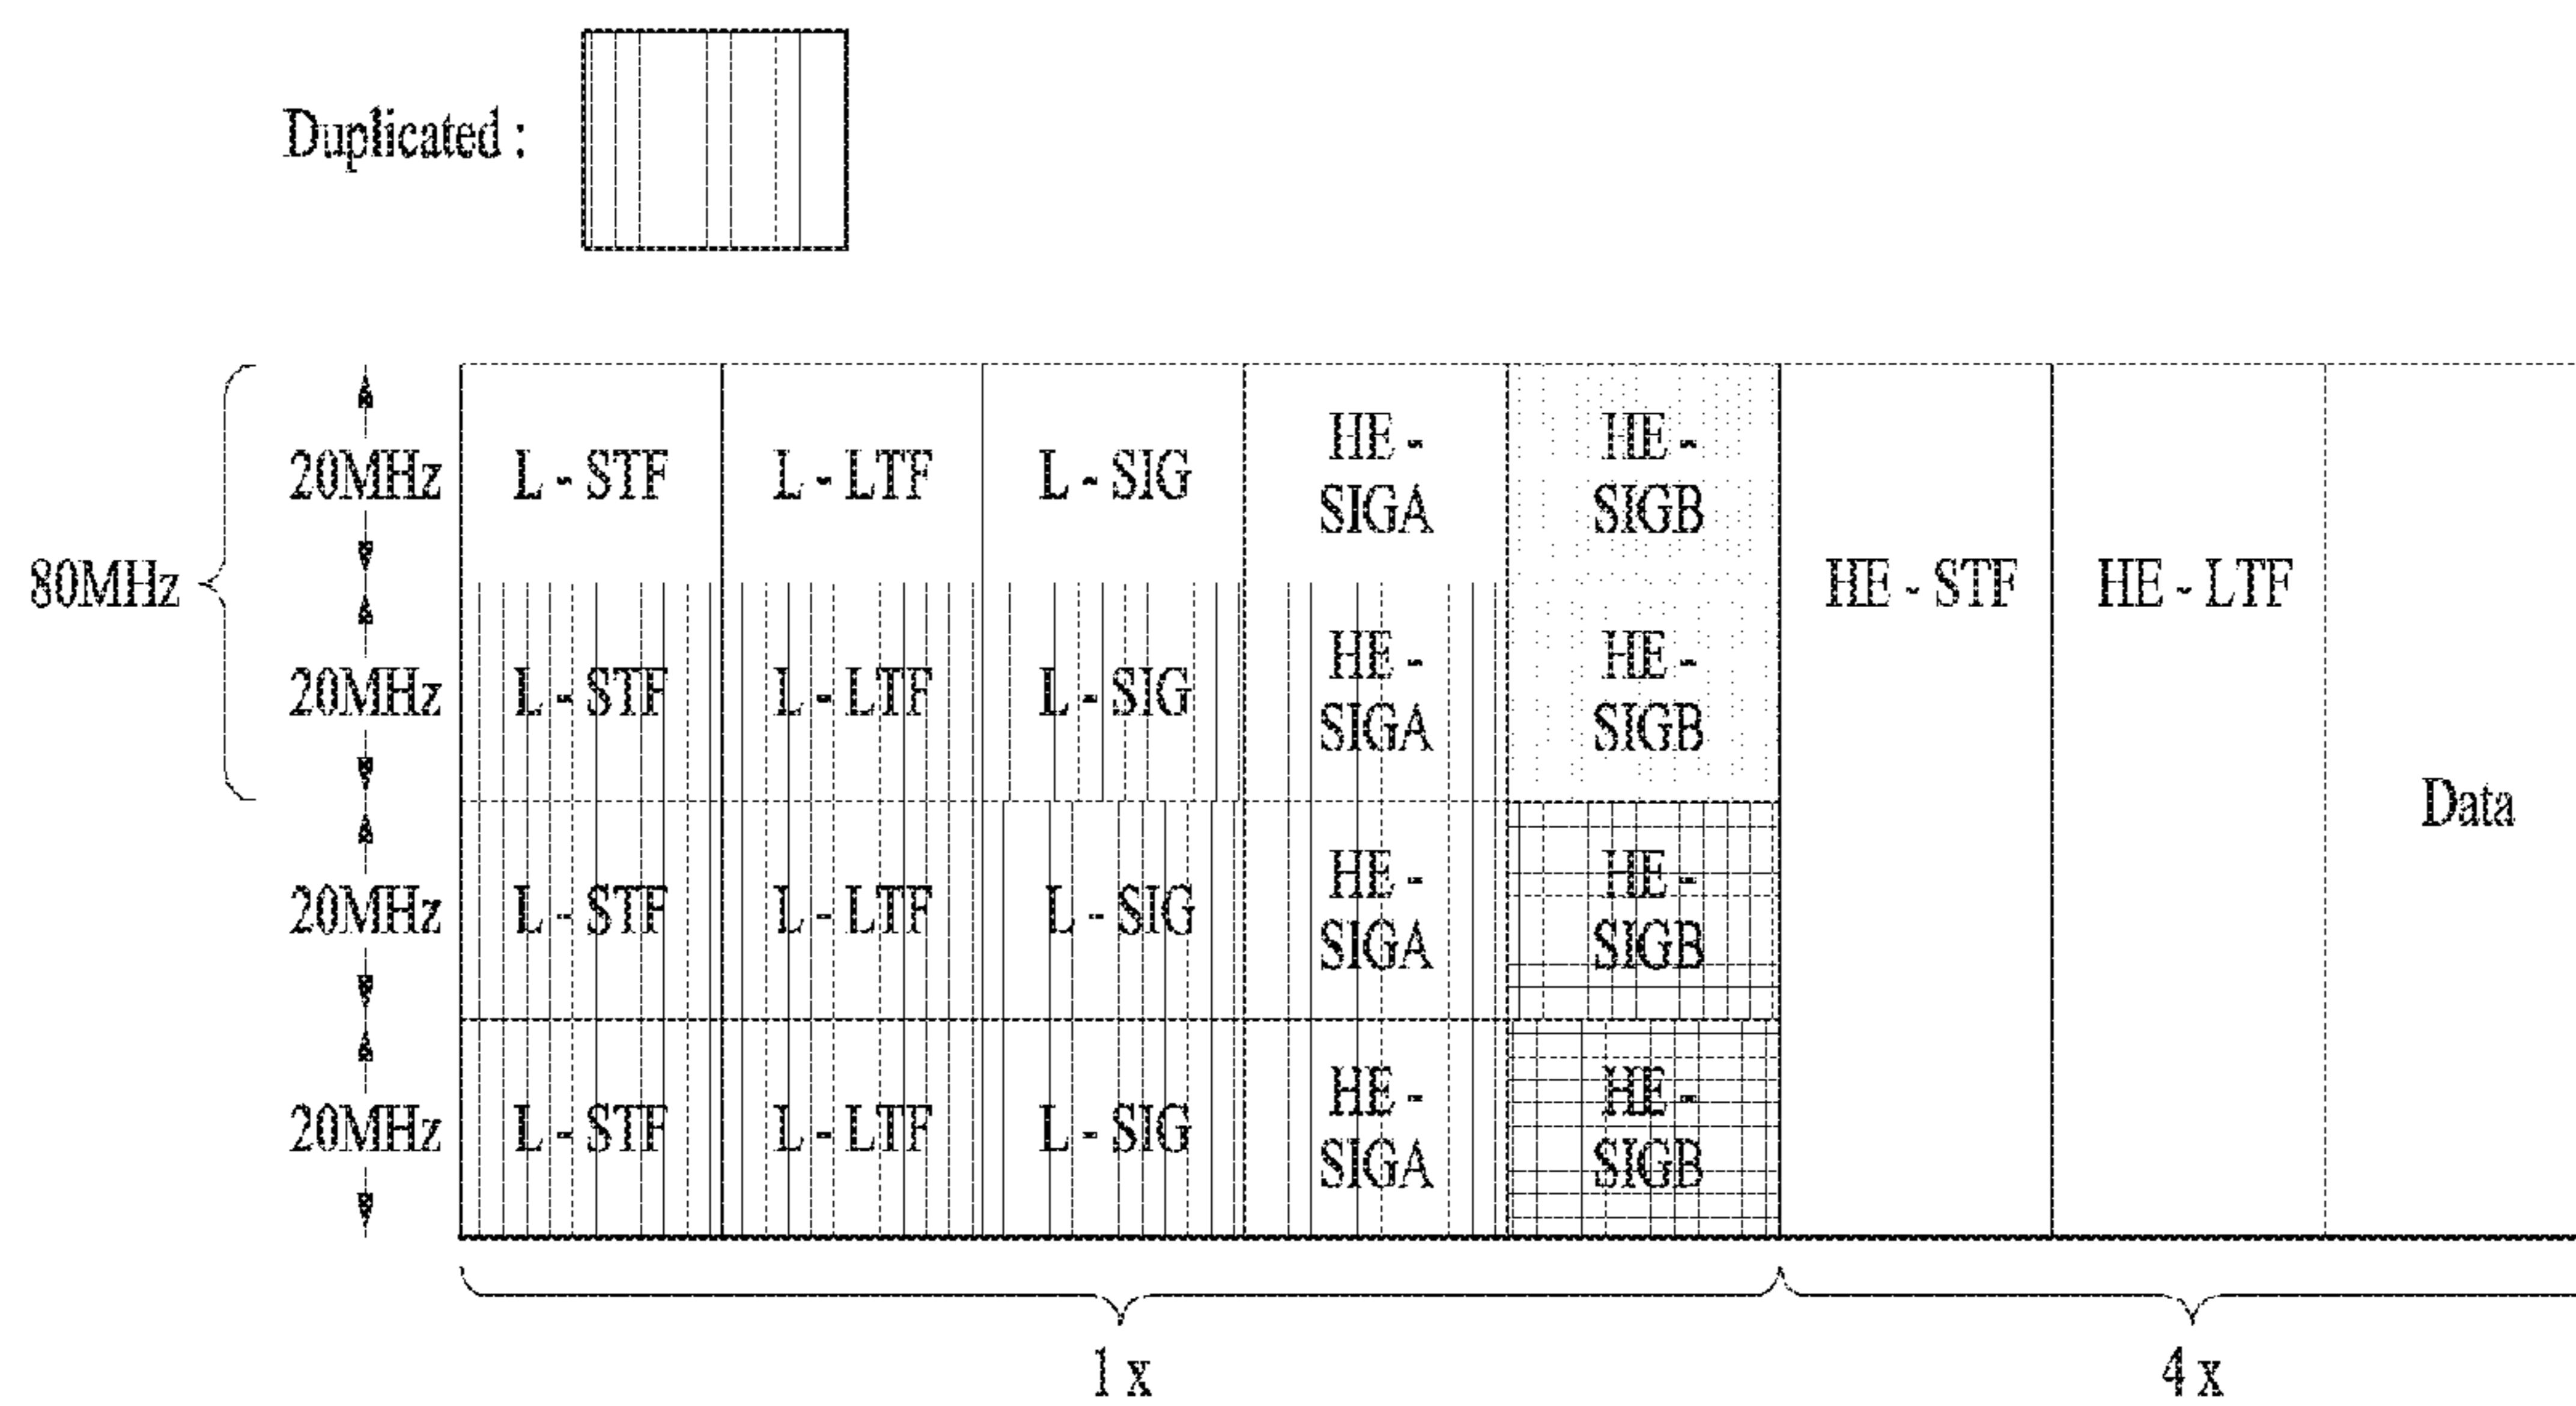 Duplicated :
80MHz
20MHz L - STF L - LTF L - SIG HE - SIGA HE - SIGB
20MHz L - STF L - LTF L - SIG HE - SIGA HE - SIGB
20MHz L - STF L - LTF L - SIG HE - SIGA HE - SIGB
20MHz L - STF L - LTF L - SIG HE - SIGA HE - SIGB
HE - STF HE - LTF
Data
1 x 4 x